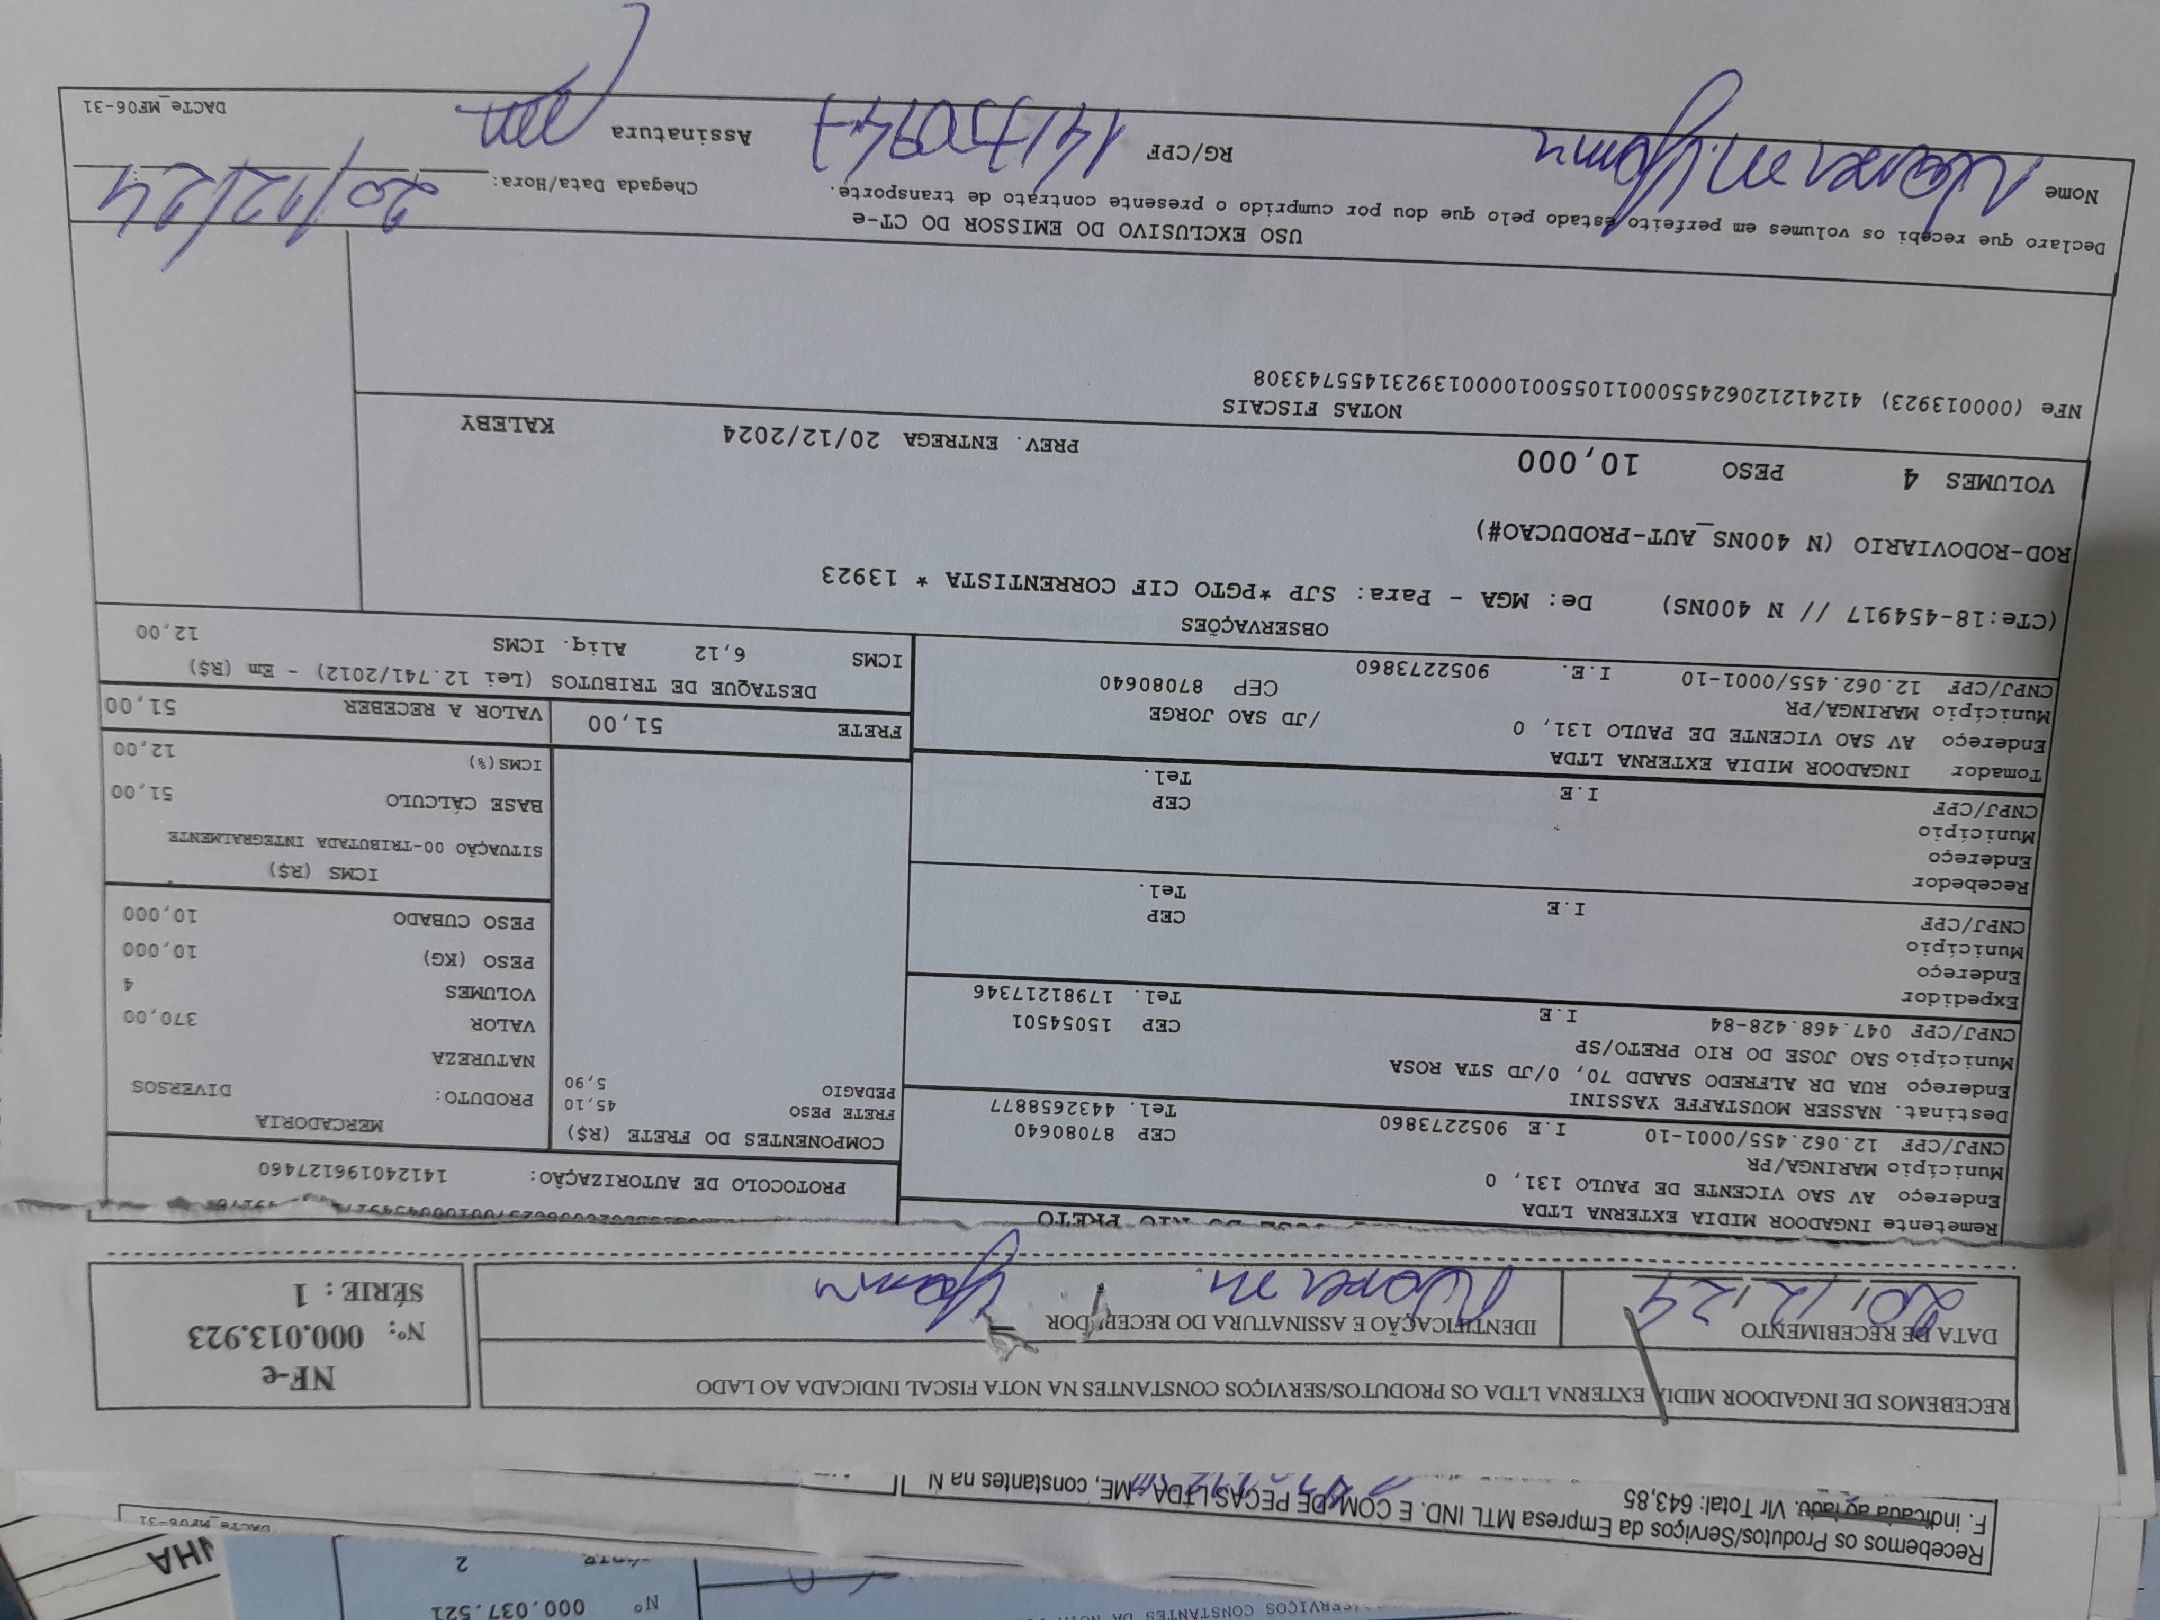 Nº 000.037.521
2
Recebemos os Produtos/Serviços da Empresa MTL IND. E COM DE PEÇAS LTDA - ME, constantes na N
F. indicada ao lado. Vlr Total: 643,85
RECEBEMOS DE INGADOOR MIDIA EXTERNA LTDA OS PRODUTOS/SERVIÇOS CONSTANTES NA NOTA FISCAL INDICADA AO LADO
DATA DE RECEBIMENTO
20/12/24
IDENTIFICAÇÃO E ASSINATURA DO RECEBEDOR
NF-e
Nº: 000.013.923
SÉRIE : 1
Remetente INGADOOR MIDIA EXTERNA LTDA
Endereço AV SAO VICENTE DE PAULO 131, 0
Município MARINGA/PR CEP 87080640
CNPJ/CPF 12.062.455/0001-10 I.E 9052273860 Tel. 4432658877
Destinat. NASSER MOUSTAFFE YASSINI
Endereço RUA DR ALFREDO SAADD 70, 0/JD STA ROSA
Município SAO JOSE DO RIO PRETO/SP CEP 15054501
CNPJ/CPF 047.468.428-84 I.E Tel. 17981217346
Expedidor
Endereço
Município CEP
CNPJ/CPF I.E Tel.
Recebedor
Endereço
Município CEP
CNPJ/CPF I.E Tel.
Tomador INGADOOR MIDIA EXTERNA LTDA
Endereço AV SAO VICENTE DE PAULO 131, 0 /JD SAO JORGE
Município MARINGA/PR CEP 87080640
CNPJ/CPF 12.062.455/0001-10 I.E. 9052273860
PROTOCOLO DE AUTORIZAÇÃO: 141240196127460
COMPONENTES DO FRETE (R$)
FRETE PESO 45,10
PEDAGIO 5,90
MERCADORIA
PRODUTO: DIVERSOS
NATUREZA
VALOR 370,00
VOLUMES 4
PESO (KG) 10,000
PESO CUBADO 10,000
ICMS (R$)
SITUAÇÃO 00-TRIBUTADA INTEGRALMENTE
BASE CÁLCULO 51,00
ICMS(%) 12,00
FRETE 51,00 VALOR A RECEBER 51,00
DESTAQUE DE TRIBUTOS (Lei 12.741/2012) - Em (R$)
ICMS 6,12 Aliq. ICMS 12,00
OBSERVAÇÕES
(CTe:18-454917 // N 400NS) De: MGA - Para: SJP *PGTO CIF CORRENTISTA * 13923
ROD-RODOVIARIO (N 400NS_AUT-PRODUCAO#)
VOLUMES 4 PESO 10,000 PREV. ENTREGA 20/12/2024 KALEBY
NOTAS FISCAIS
NFe (000013923) 41241212062455000110550010000139231455743308
USO EXCLUSIVO DO EMISSOR DO CT-e
Declaro que recebi os volumes em perfeito estado pelo que dou por cumprido o presente contrato de transporte.
Chegada Data/Hora: 20/12/24
Nome
RG/CPF
Assinatura
DACTe_MF06-31